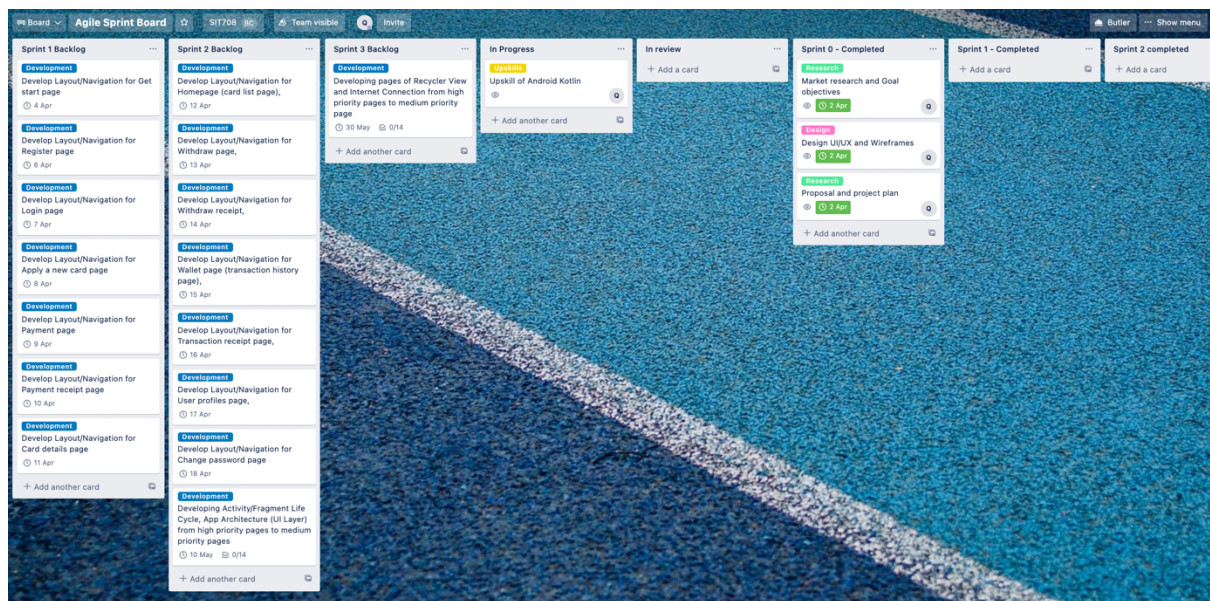 Board
Agile Sprint Board
SIT708 BC
Team visible
Q
Invite
Butler
... Show menu
Sprint 1 Backlog ...
Development
Develop Layout/Navigation for Get
start page
4 Apr
Development
Develop Layout/Navigation for
Register page
6 Apr
Development
Develop Layout/Navigation for
Login page
7 Apr
Development
Develop Layout/Navigation for
Apply a new card page
8 Apr
Development
Develop Layout/Navigation for
Payment page
9 Apr
Development
Develop Layout/Navigation for
Payment receipt page
10 Apr
Development
Develop Layout/Navigation for
Card details page
11 Apr
+ Add another card
Sprint 2 Backlog ...
Development
Develop Layout/Navigation for
Homepage (card list page),
12 Apr
Development
Develop Layout/Navigation for
Withdraw page,
13 Apr
Development
Develop Layout/Navigation for
Withdraw receipt,
14 Apr
Development
Develop Layout/Navigation for
Wallet page (transaction history
page),
15 Apr
Development
Develop Layout/Navigation for
Transaction receipt page,
16 Apr
Development
Develop Layout/Navigation for
User profiles page,
17 Apr
Development
Develop Layout/Navigation for
Change password page
18 Apr
Development
Developing Activity/Fragment Life
Cycle, App Architecture (UI Layer)
from high priority pages to medium
priority pages
10 May 0/14
+ Add another card
Sprint 3 Backlog ...
Development
Developing pages of Recycler View
and Internet Connection from high
priority pages to medium priority
page
30 May 0/14
+ Add another card
In Progress ...
Upskills
Upskill of Android Kotlin
Q
+ Add another card
In review ...
+ Add a card
Sprint 0 - Completed ...
Research
Market research and Goal
objectives
2 Apr Q
Design
Design UI/UX and Wireframes
2 Apr Q
Research
Proposal and project plan
2 Apr Q
+ Add another card
Sprint 1 - Completed ...
+ Add a card
Sprint 2 completed
+ Add a card